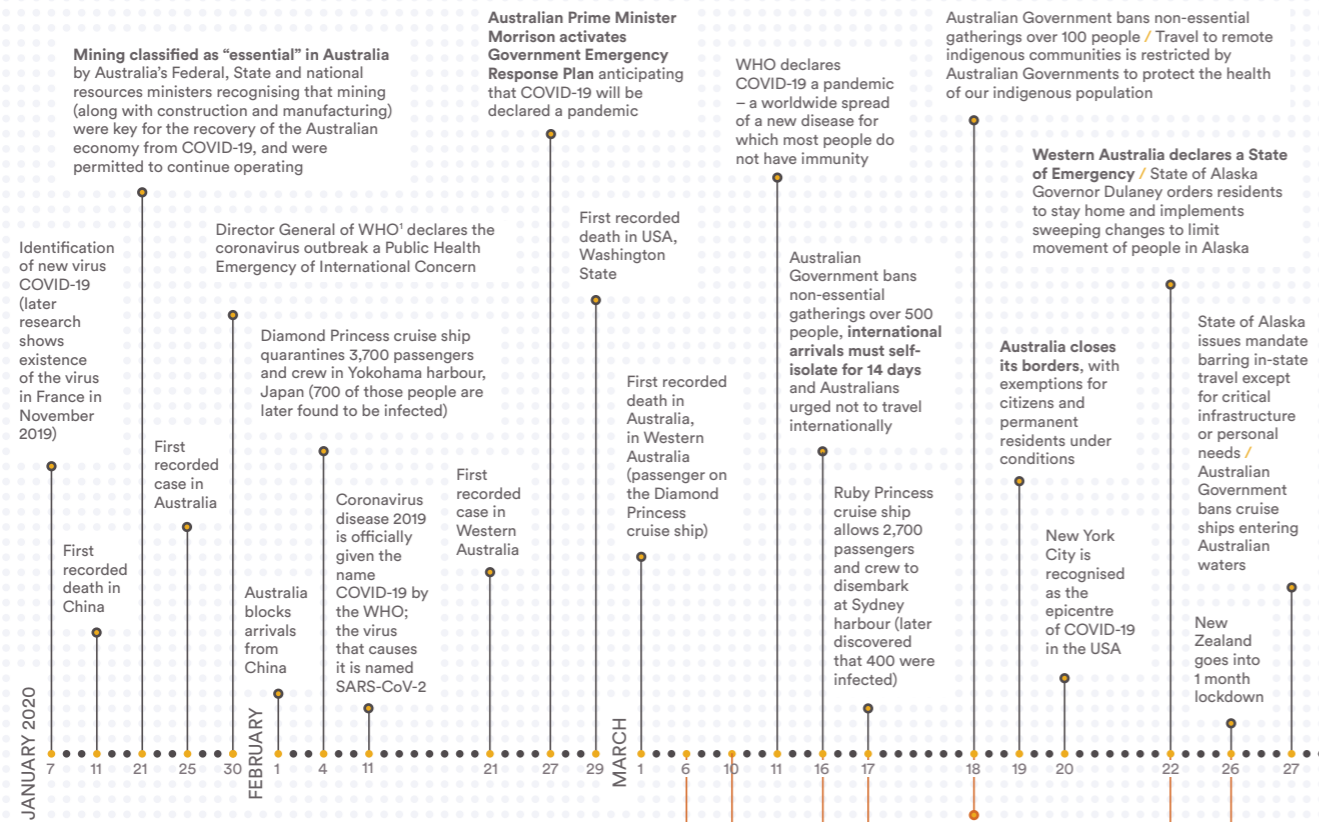 Identification
of new virus
COVID-19
(later
research
shows
existence
of the virus
in France in
November
2019)
First
recorded
death in
China
Mining classified as “essential” in Australia
by Australia’s Federal, State and national
resources ministers recognising that mining
(along with construction and manufacturing)
were key for the recovery of the Australian
economy from COVID-19, and were
permitted to continue operating
First
recorded
case in
Australia
Director General of WHO¹ declares the
coronavirus outbreak a Public Health
Emergency of International Concern
Australia
blocks
arrivals
from
China
Diamond Princess cruise ship
quarantines 3,700 passengers
and crew in Yokohama harbour,
Japan (700 of those people are
later found to be infected)
Coronavirus
disease 2019
is officially
given the
name
COVID-19 by
the WHO;
the virus
that causes
it is named
SARS-CoV-2
First
recorded
case in
Western
Australia
Australian Prime Minister
Morrison activates
Government Emergency
Response Plan anticipating
that COVID-19 will be
declared a pandemic
First recorded
death in USA,
Washington
State
First recorded
death in
Australia,
in Western
Australia
(passenger on
the Diamond
Princess
cruise ship)
WHO declares
COVID-19 a pandemic
– a worldwide spread
of a new disease for
which most people do
not have immunity
Australian
Government bans
non-essential
gatherings over 500
people, international
arrivals must self-
isolate for 14 days
and Australians
urged not to travel
internationally
Ruby Princess
cruise ship
allows 2,700
passengers
and crew to
disembark
at Sydney
harbour (later
discovered
that 400 were
infected)
Australian Government bans non-essential
gatherings over 100 people / Travel to remote
indigenous communities is restricted by
Australian Governments to protect the health
of our indigenous population
Australia closes
its borders, with
exemptions for
citizens and
permanent
residents under
conditions
New York
City is
recognised
as the
epicentre
of COVID-19
in the USA
Western Australia declares a State
of Emergency / State of Alaska
Governor Dulaney orders residents
to stay home and implements
sweeping changes to limit
movement of people in Alaska
New
Zealand
goes into
1 month
lockdown
State of Alaska
issues mandate
barring in-state
travel except
for critical
infrastructure
or personal
needs /
Australian
Government
bans cruise
ships entering
Australian
waters
JANUARY 2020
7 11 21 25 30
FEBRUARY
1 4 11 21 27 29
MARCH
1 6 10 11 16 17 18 19 20 22 26 27